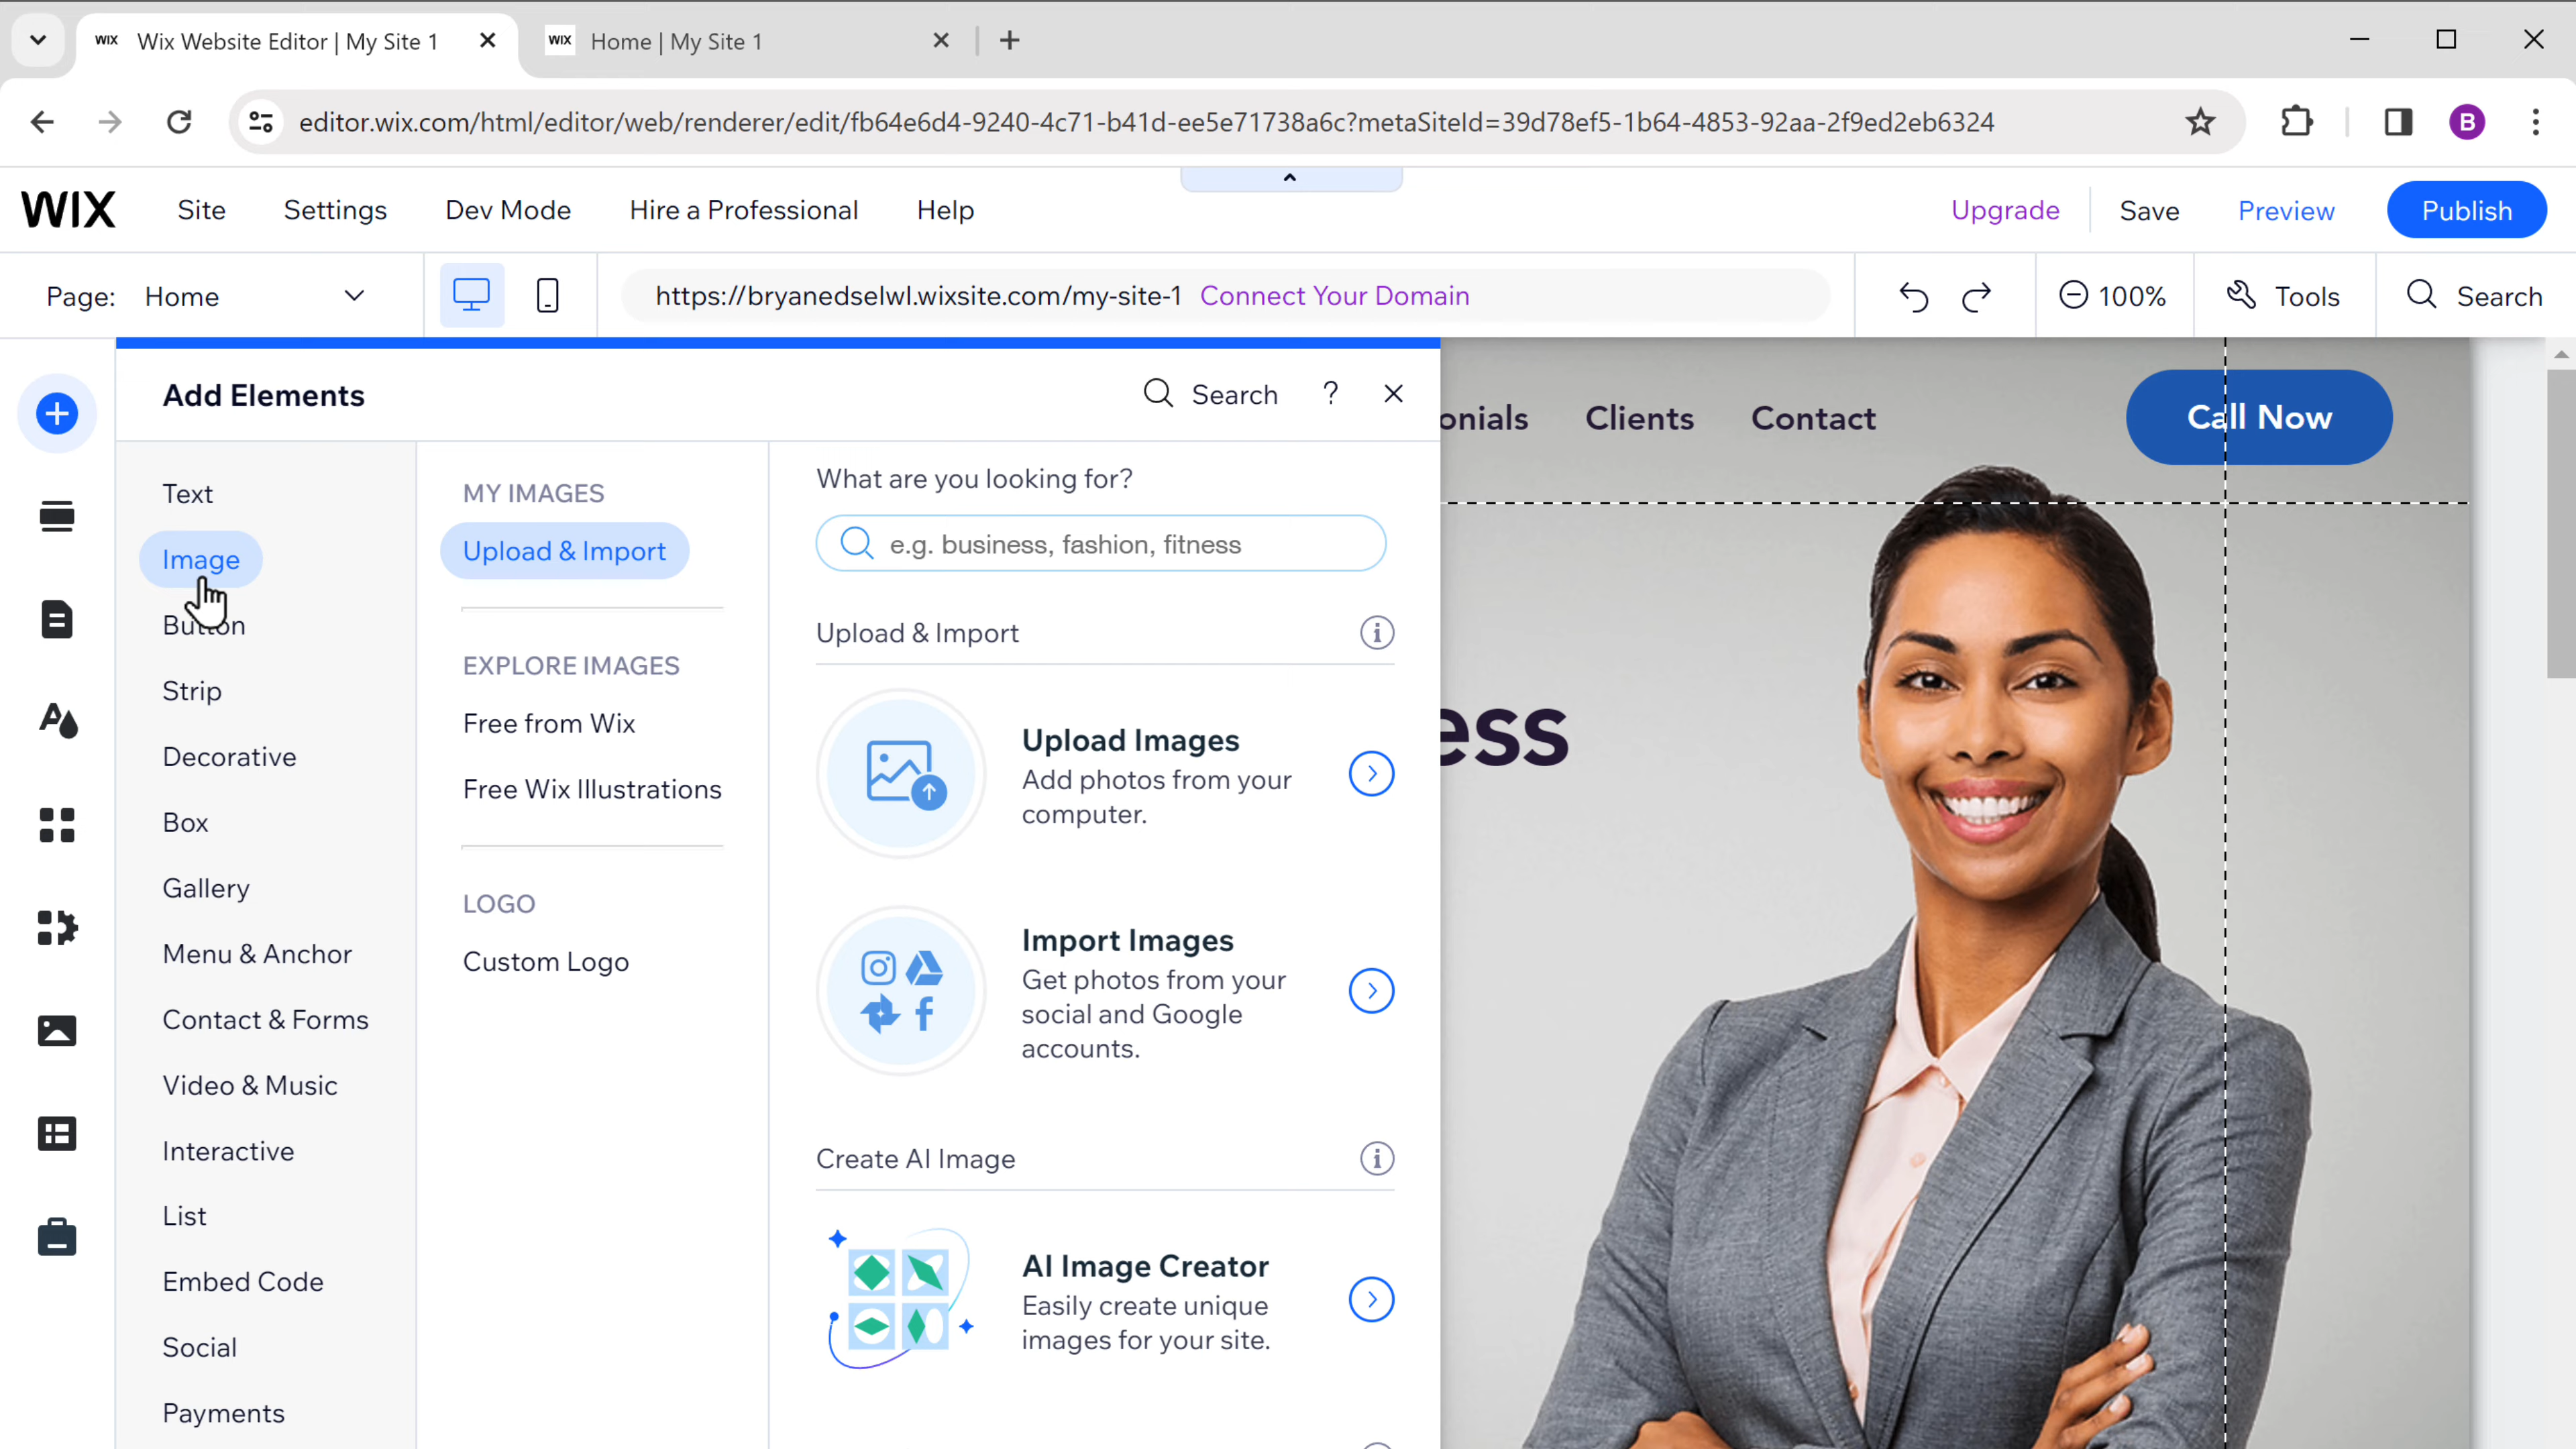 WIX Wix Website Editor | My Site 1
WIX Home | My Site 1
editor.wix.com/html/editor/web/renderer/edit/fb64e6d4-9240-4c71-b41d-ee5e71738a6c?metaSiteId=39d78ef5-1b64-4853-92aa-2f9ed2eb6324
B
WIX Site Settings Dev Mode Hire a Professional Help Upgrade Save Preview Publish
Page: Home https://bryanedselwl.wixsite.com/my-site-1 Connect Your Domain 100% Tools Search
Add Elements Search ?
Text
Image
Button
Strip
Decorative
Box
Gallery
Menu & Anchor
Contact & Forms
Video & Music
Interactive
List
Embed Code
Social
Payments
MY IMAGES
Upload & Import
EXPLORE IMAGES
Free from Wix
Free Wix Illustrations
LOGO
Custom Logo
What are you looking for?
e.g. business, fashion, fitness
Upload & Import
Upload Images
Add photos from your
computer.
Import Images
Get photos from your
social and Google
accounts.
Create AI Image
AI Image Creator
Easily create unique
images for your site.
onials Clients Contact Call Now
ess